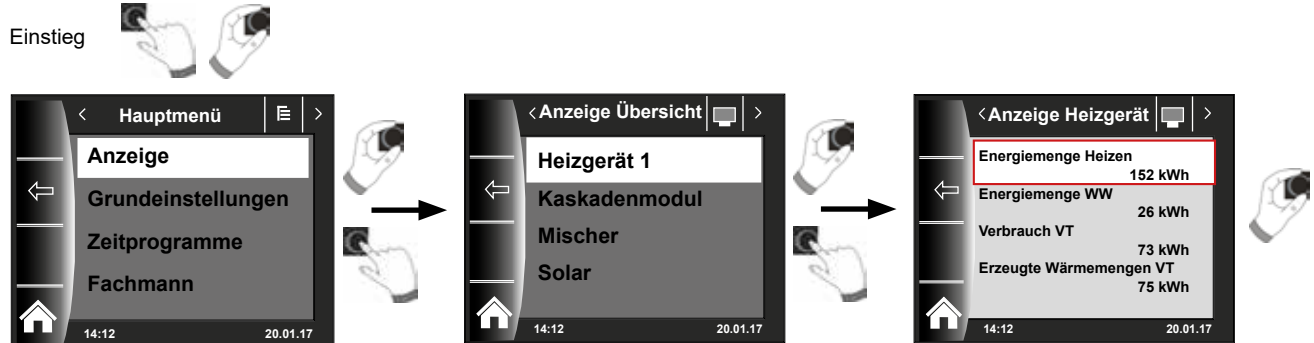 Einstieg
< Hauptmenü >
Anzeige
Grundeinstellungen
Zeitprogramme
Fachmann
14:12 20.01.17
<Anzeige Übersicht >
Heizgerät 1
Kaskadenmodul
Mischer
Solar
14:12 20.01.17
<Anzeige Heizgerät >
Energiemenge Heizen
152 kWh
Energiemenge WW
26 kWh
Verbrauch VT
73 kWh
Erzeugte Wärmemengen VT
75 kWh
14:12 20.01.17